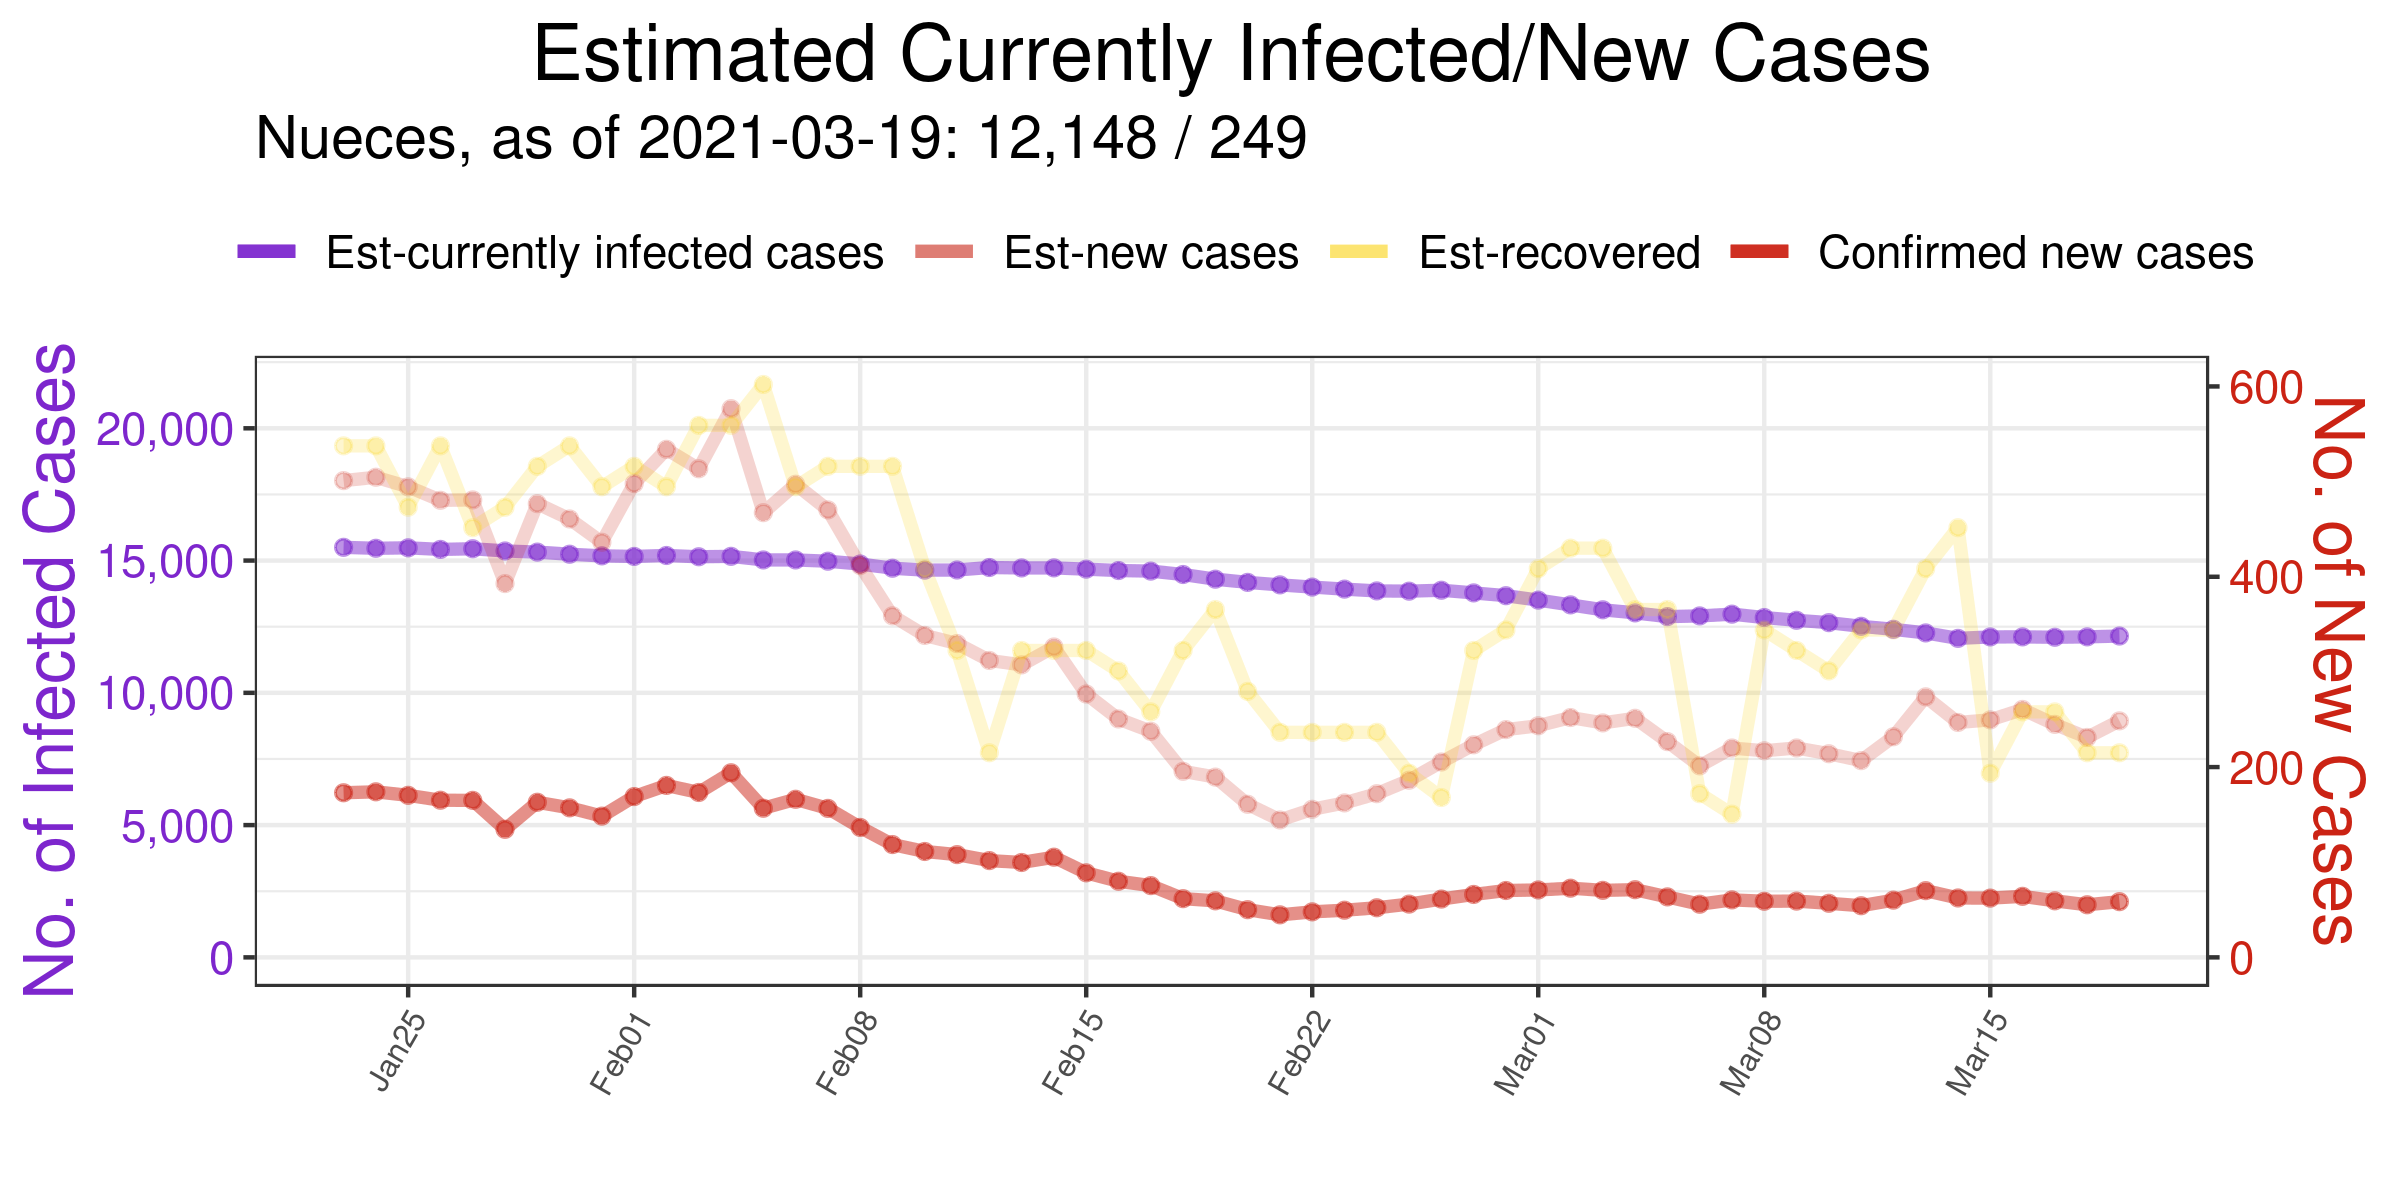 Estimated Currently Infected/New Cases
Nueces, as of 2021-03-19: 12,148 / 249
Est-currently infected cases Est-new cases Est-recovered Confirmed new cases
No. of Infected Cases
20,000
15,000
10,000
5,000
0
600
400
200
0
No. of New Cases
Jan25 Feb01 Feb08 Feb15 Feb22 Mar01 Mar08 Mar15